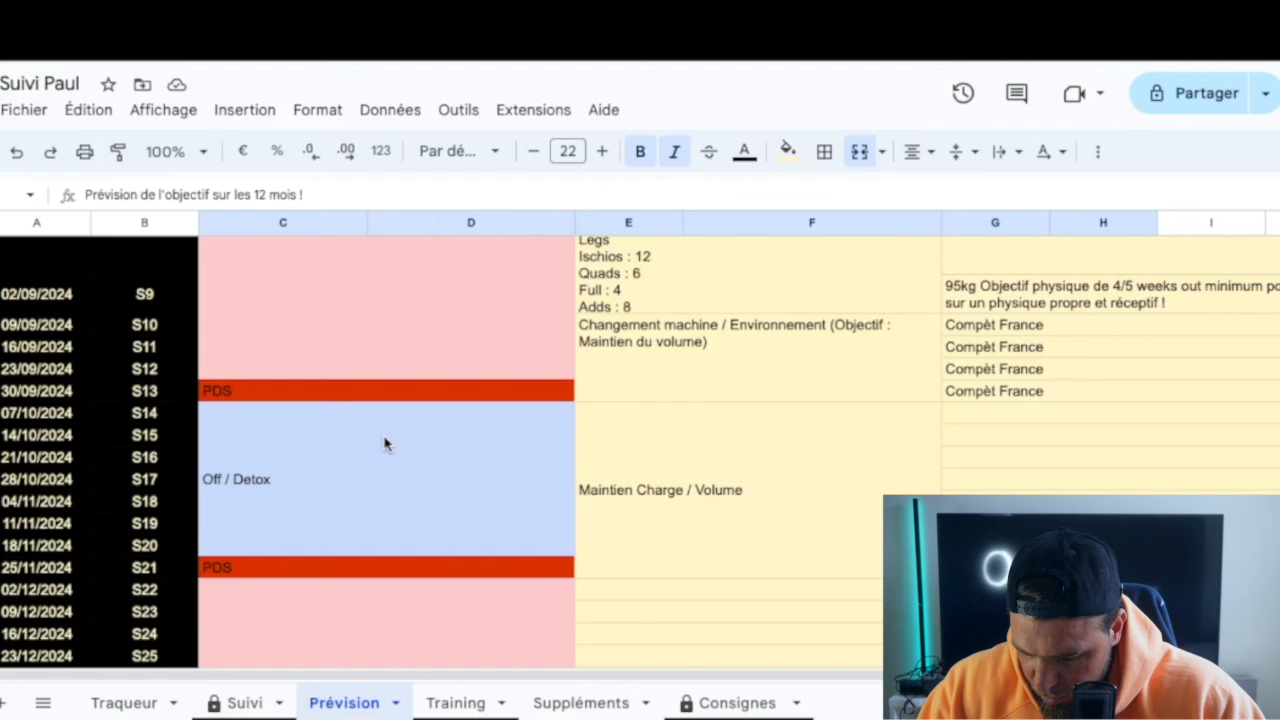 Suivi Paul
Fichier Édition Affichage Insertion Format Données Outils Extensions Aide
Partager
100% € % .0 .00 123 Par dé... − 22 + B I A
fx Prévision de l'objectif sur les 12 mois !
A B C D E F G H I
Legs
Ischios : 12
Quads : 6
Full : 4
Adds : 8
02/09/2024 S9
95kg Objectif physique de 4/5 weeks out minimum
sur un physique propre et réceptif !
09/09/2024 S10 Changement machine / Environnement (Objectif : Compèt France
Maintien du volume)
16/09/2024 S11 Compèt France
23/09/2024 S12 Compèt France
30/09/2024 S13 PDS Compèt France
07/10/2024 S14
14/10/2024 S15
21/10/2024 S16
28/10/2024 S17 Off / Detox
Maintien Charge / Volume
04/11/2024 S18
11/11/2024 S19
18/11/2024 S20
25/11/2024 S21 PDS
02/12/2024 S22
09/12/2024 S23
16/12/2024 S24
23/12/2024 S25
Traqueur Suivi Prévision Training Suppléments Consignes